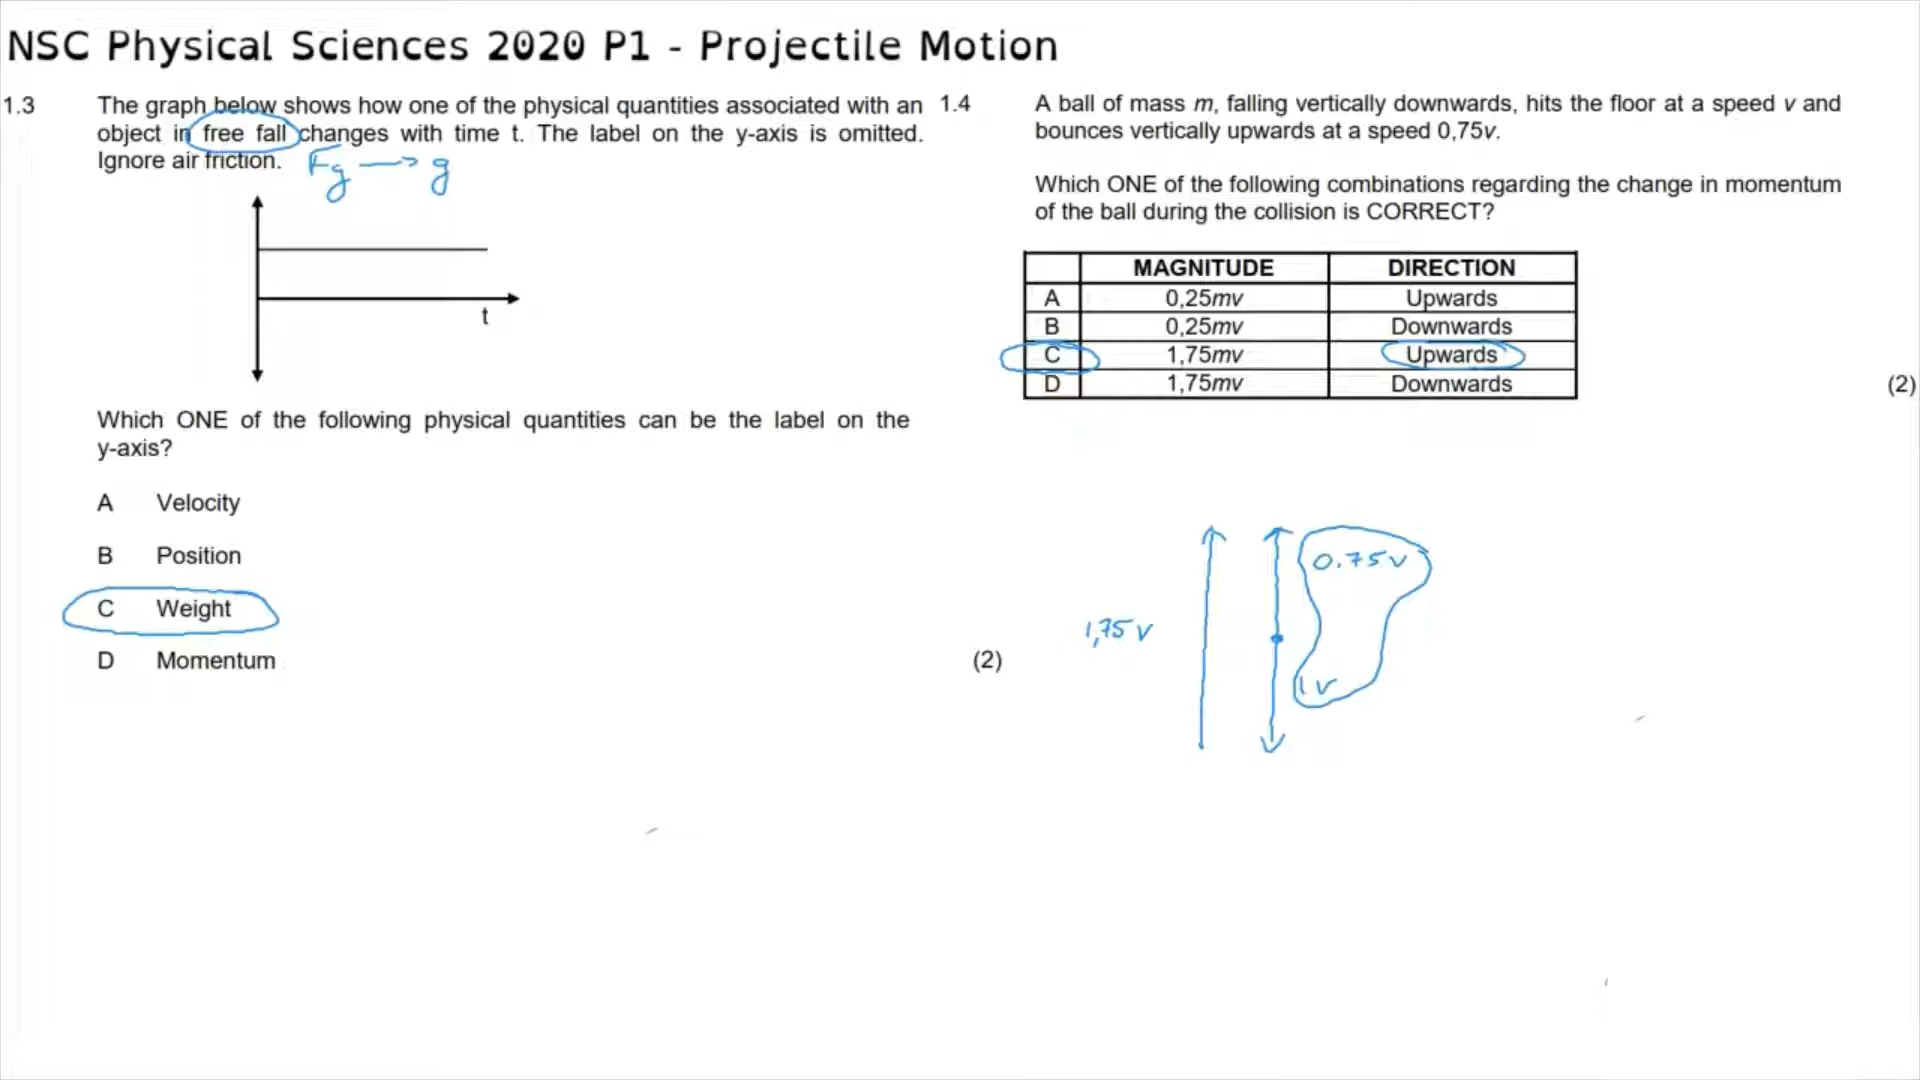 NSC Physical Sciences 2020 P1 - Projectile Motion
1.3 The graph below shows how one of the physical quantities associated with an
object in free fall changes with time t. The label on the y-axis is omitted.
Ignore air friction.
Fg → g
t
Which ONE of the following physical quantities can be the label on the
y-axis?
A Velocity
B Position
C Weight
D Momentum
(2)
1.4 A ball of mass m, falling vertically downwards, hits the floor at a speed v and
bounces vertically upwards at a speed 0,75v.
Which ONE of the following combinations regarding the change in momentum
of the ball during the collision is CORRECT?
MAGNITUDE DIRECTION
A 0,25mv Upwards
B 0,25mv Downwards
C 1,75mv Upwards
D 1,75mv Downwards
(2)
0.75v
1,75 v
1v